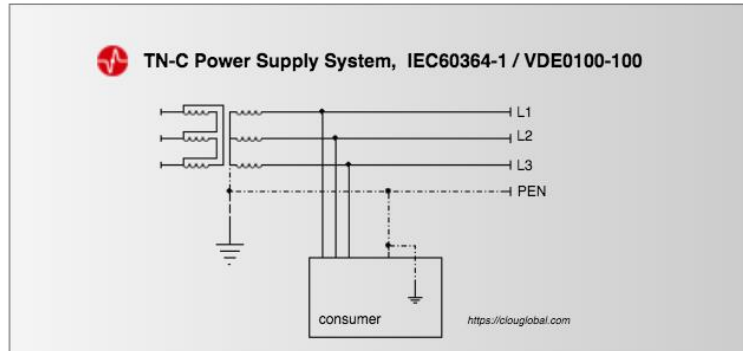 TN-C Power Supply System, IEC60364-1 / VDE0100-100
L1
L2
L3
PEN
consumer
https://clouglobal.com